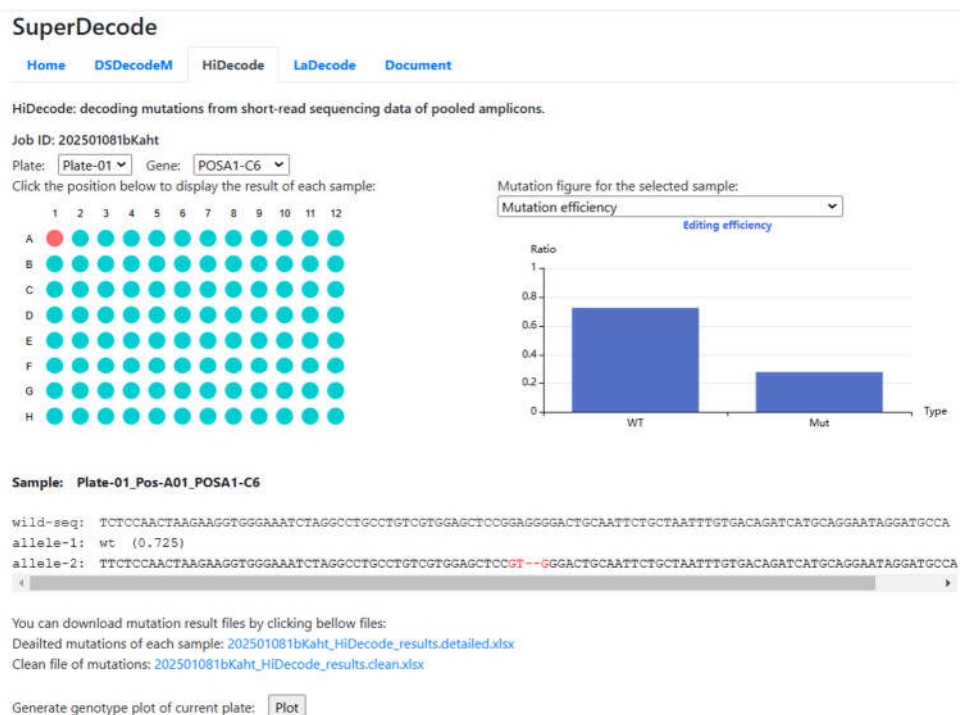 SuperDecode
Home DSDecodeM HiDecode LaDecode Document
HiDecode: decoding mutations from short-read sequencing data of pooled amplicons.
Job ID: 202501081bKaht
Plate: Plate-01 Gene: POSA1-C6
Click the position below to display the result of each sample:
1 2 3 4 5 6 7 8 9 10 11 12
A
B
C
D
E
F
G
H
Mutation figure for the selected sample:
Mutation efficiency
Editing efficiency
Ratio
1
0.8
0.6
0.4
0.2
0
WT Mut
Type
Sample: Plate-01_Pos-A01_POSA1-C6
wild-seq: TCTCCAACTAAGAAGGTGGGAAATCTAGGCCTGCCTGTCGTGGAGCTCCGGAGGGGACTGCAATTCTGCTAATTTGTGACAGATCATGCAGGAATAGGATGCCA
allele-1: wt (0.725)
allele-2: TTCTCCAACTAAGAAGGTGGGAAATCTAGGCCTGCCTGTCGTGGAGCTCCGT--GGGACTGCAATTCTGCTAATTTGTGACAGATCATGCAGGAATAGGATGCCA
You can download mutation result files by clicking bellow files:
Deailted mutations of each sample: 202501081bKaht_HiDecode_results.detailed.xlsx
Clean file of mutations: 202501081bKaht_HiDecode_results.clean.xlsx
Generate genotype plot of current plate: Plot